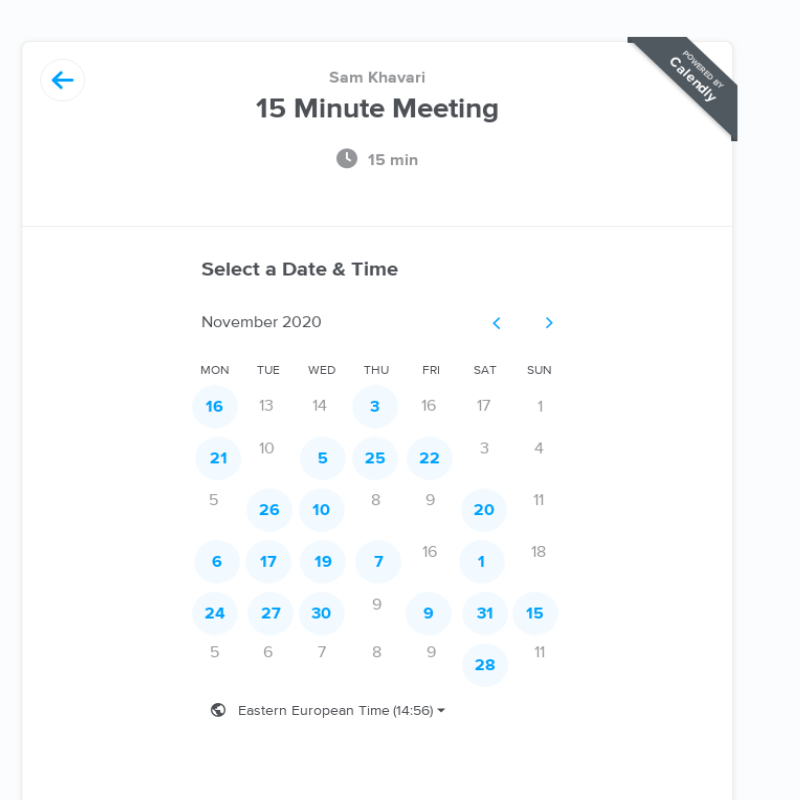 POWERED BY
Calendly
Sam Khavari
15 Minute Meeting
15 min
Select a Date & Time
November 2020
MON TUE WED THU FRI SAT SUN
16 13 14 3 16 17 1
21 10 5 25 22 3 4
5 26 10 8 9 20 11
6 17 19 7 16 1 18
24 27 30 9 9 31 15
5 6 7 8 9 28 11
Eastern European Time (14:56)